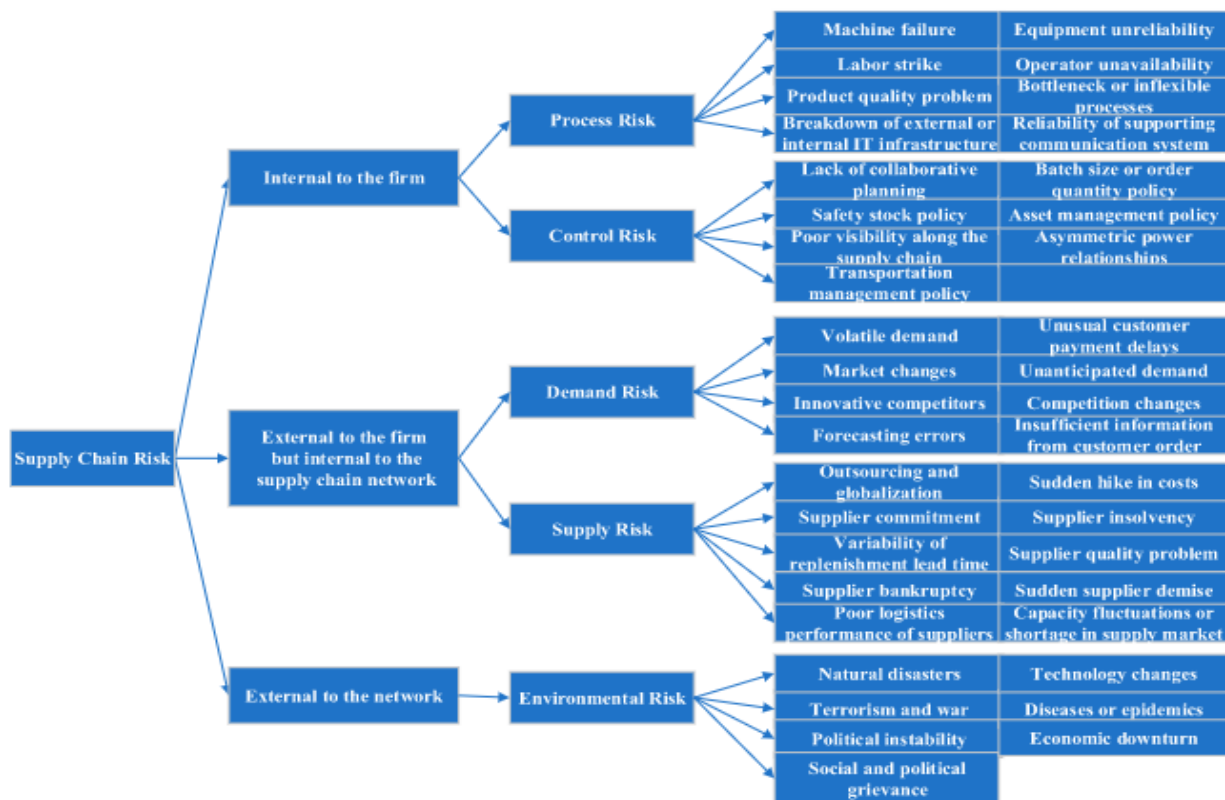 Supply Chain Risk
Internal to the firm
External to the firm
but internal to the
supply chain network
External to the network
Process Risk
Control Risk
Demand Risk
Supply Risk
Environmental Risk
Machine failure
Equipment unreliability
Labor strike
Operator unavailability
Product quality problem
Bottleneck or inflexible
processes
Breakdown of external or
internal IT infrastructure
Reliability of supporting
communication system
Lack of collaborative
planning
Batch size or order
quantity policy
Safety stock policy
Asset management policy
Poor visibility along the
supply chain
Asymmetric power
relationships
Transportation
management policy
Volatile demand
Unusual customer
payment delays
Market changes
Unanticipated demand
Innovative competitors
Competition changes
Forecasting errors
Insufficient information
from customer order
Outsourcing and
globalization
Sudden hike in costs
Supplier commitment
Supplier insolvency
Variability of
replenishment lead time
Supplier quality problem
Supplier bankruptcy
Sudden supplier demise
Poor logistics
performance of suppliers
Capacity fluctuations or
shortage in supply market
Natural disasters
Technology changes
Terrorism and war
Diseases or epidemics
Political instability
Economic downturn
Social and political
grievance